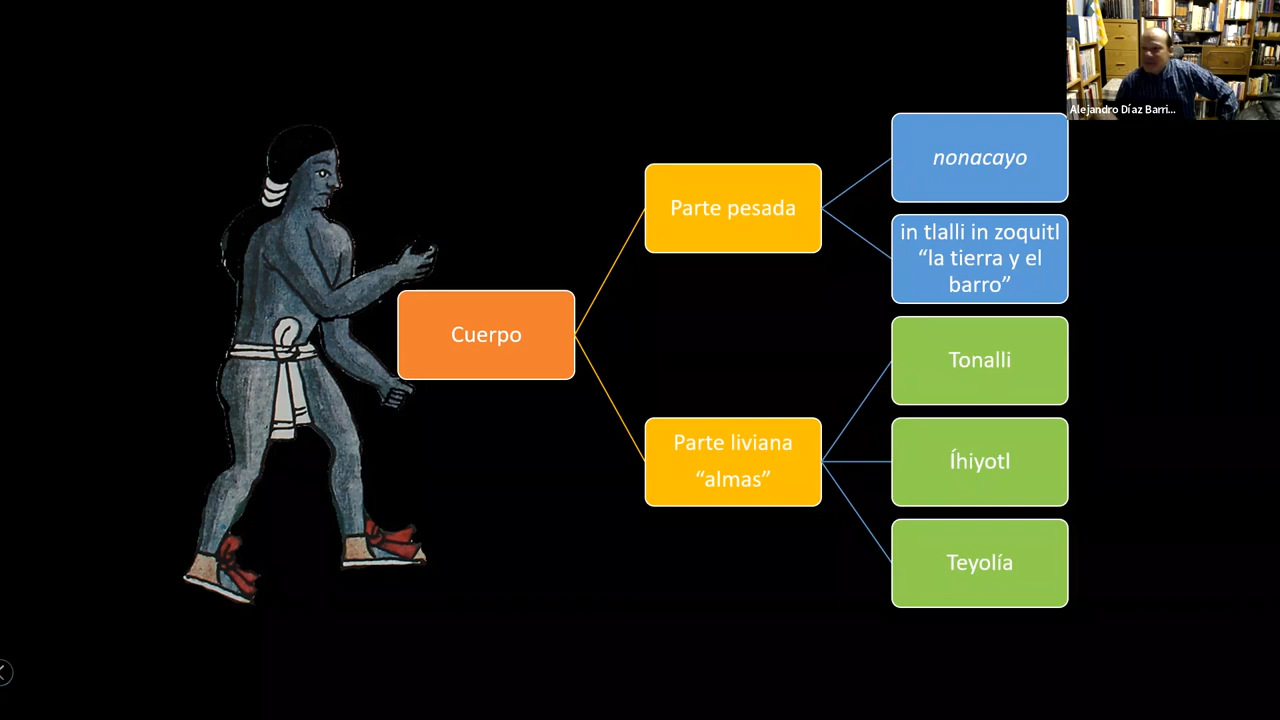 Alejandro Díaz Barri...
nonacayo
Parte pesada
in tlalli in zoquitl
“la tierra y el
barro”
Cuerpo
Tonalli
Parte liviana
“almas”
Íhiyotl
Teyolía